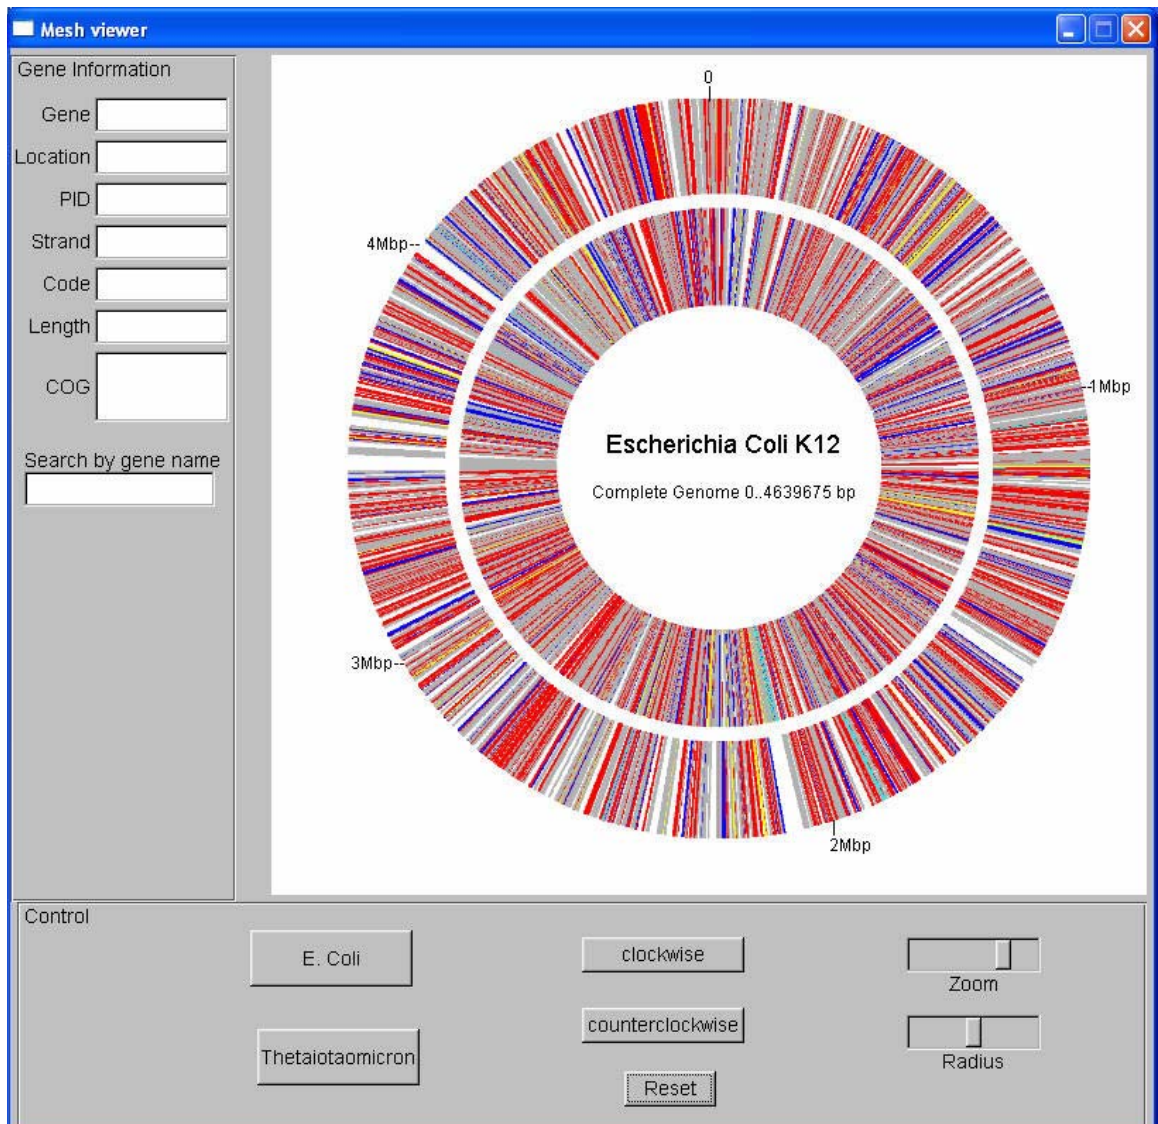 Mesh viewer
Gene Information
Gene
Location
PID
Strand
Code
Length
COG
Search by gene name
0
4Mbp
1Mbp
Escherichia Coli K12
Complete Genome 0..4639675 bp
3Mbp
2Mbp
Control
E. Coli
clockwise
Zoom
counterclockwise
Thetaiotaomicron
Radius
Reset